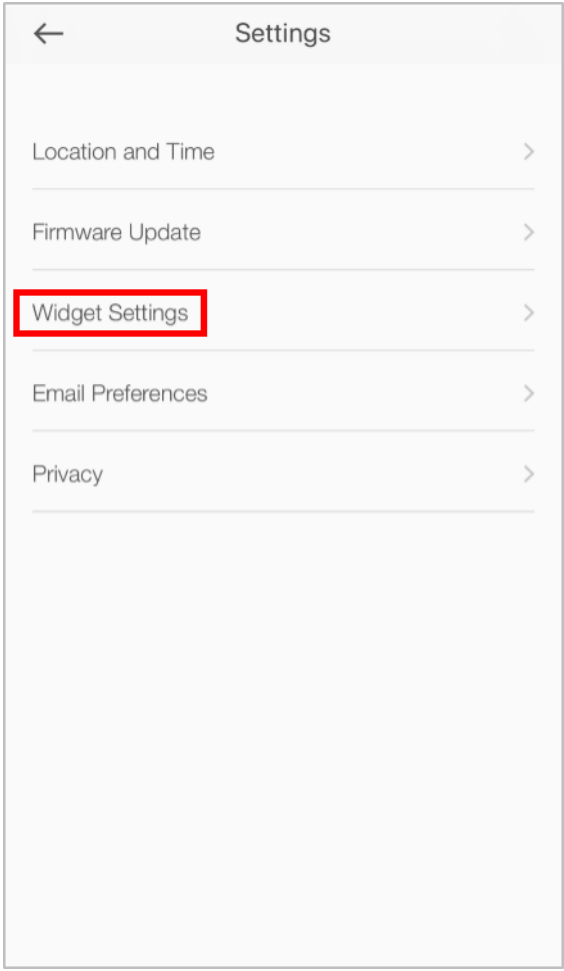 Settings
Location and Time
Firmware Update
Widget Settings
Email Preferences
Privacy